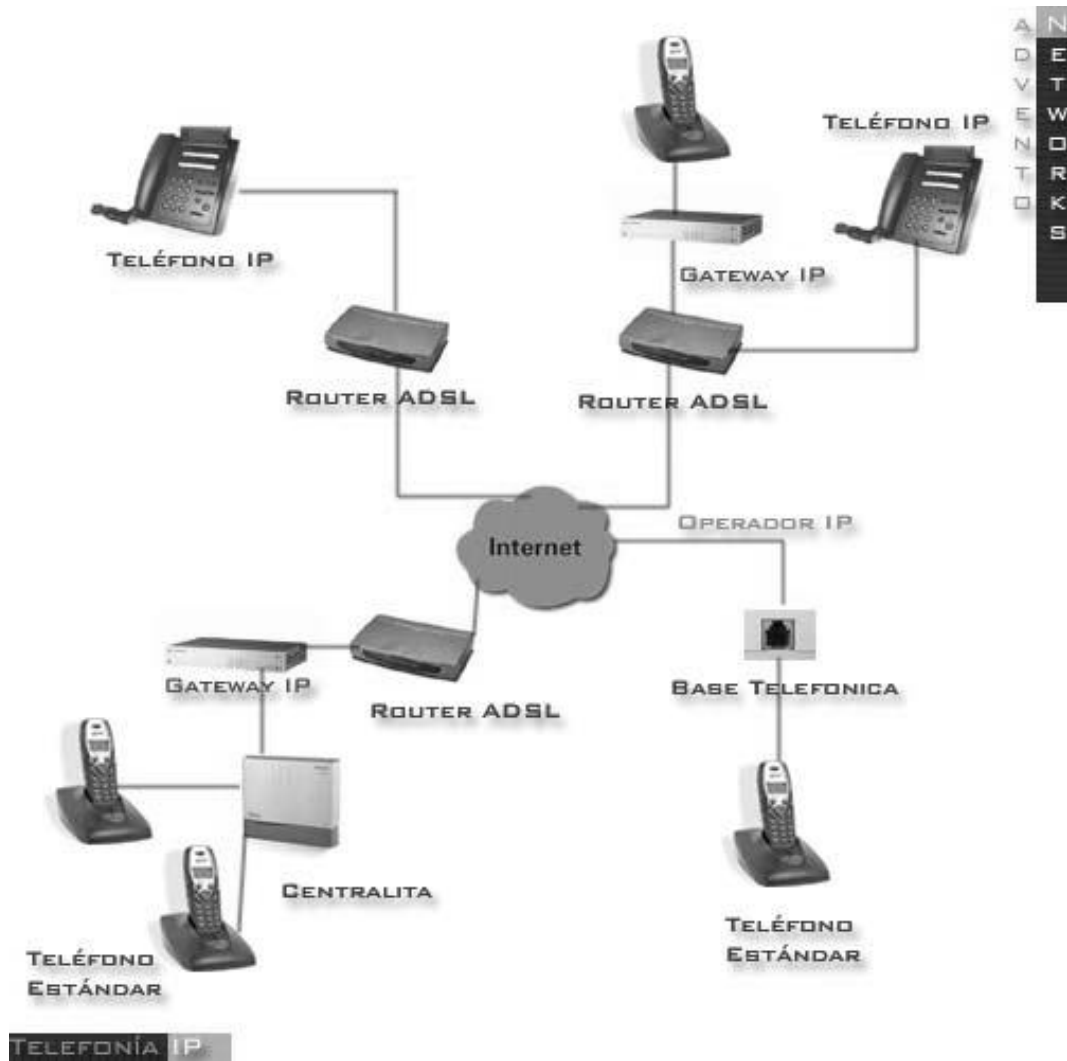 ADVENTO
NETWORKS
TELÉFONO IP
TELÉFONO IP
GATEWAY IP
ROUTER ADSL
ROUTER ADSL
OPERADOR IP
Internet
GATEWAY IP
ROUTER ADSL
BASE TELEFONICA
CENTRALITA
TELÉFONO
ESTÁNDAR
TELÉFONO
ESTÁNDAR
TELEFONÍA IP